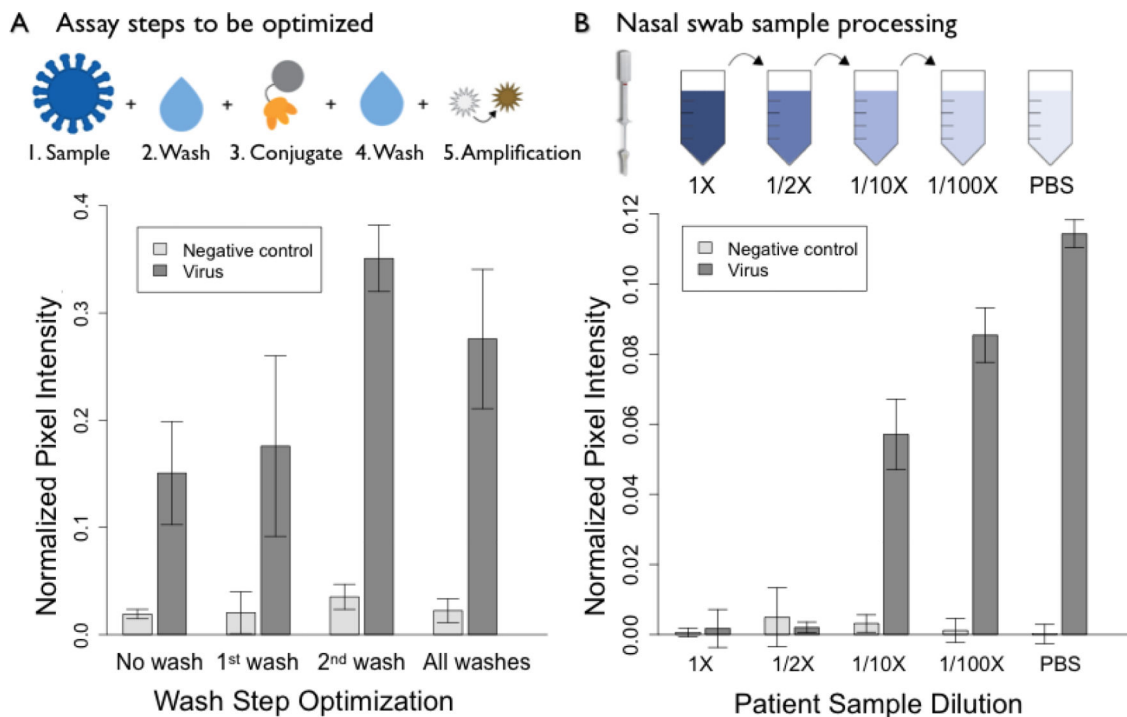 A Assay steps to be optimized
+ + + +
1. Sample 2. Wash 3. Conjugate 4. Wash 5. Amplification
Normalized Pixel Intensity
0.4
0.3
0.2
0.1
0.0
Negative control
Virus
No wash 1st wash 2nd wash All washes
Wash Step Optimization
B Nasal swab sample processing
1X 1/2X 1/10X 1/100X PBS
Normalized Pixel Intensity
0.12
0.10
0.08
0.06
0.04
0.02
0.00
Negative control
Virus
1X 1/2X 1/10X 1/100X PBS
Patient Sample Dilution